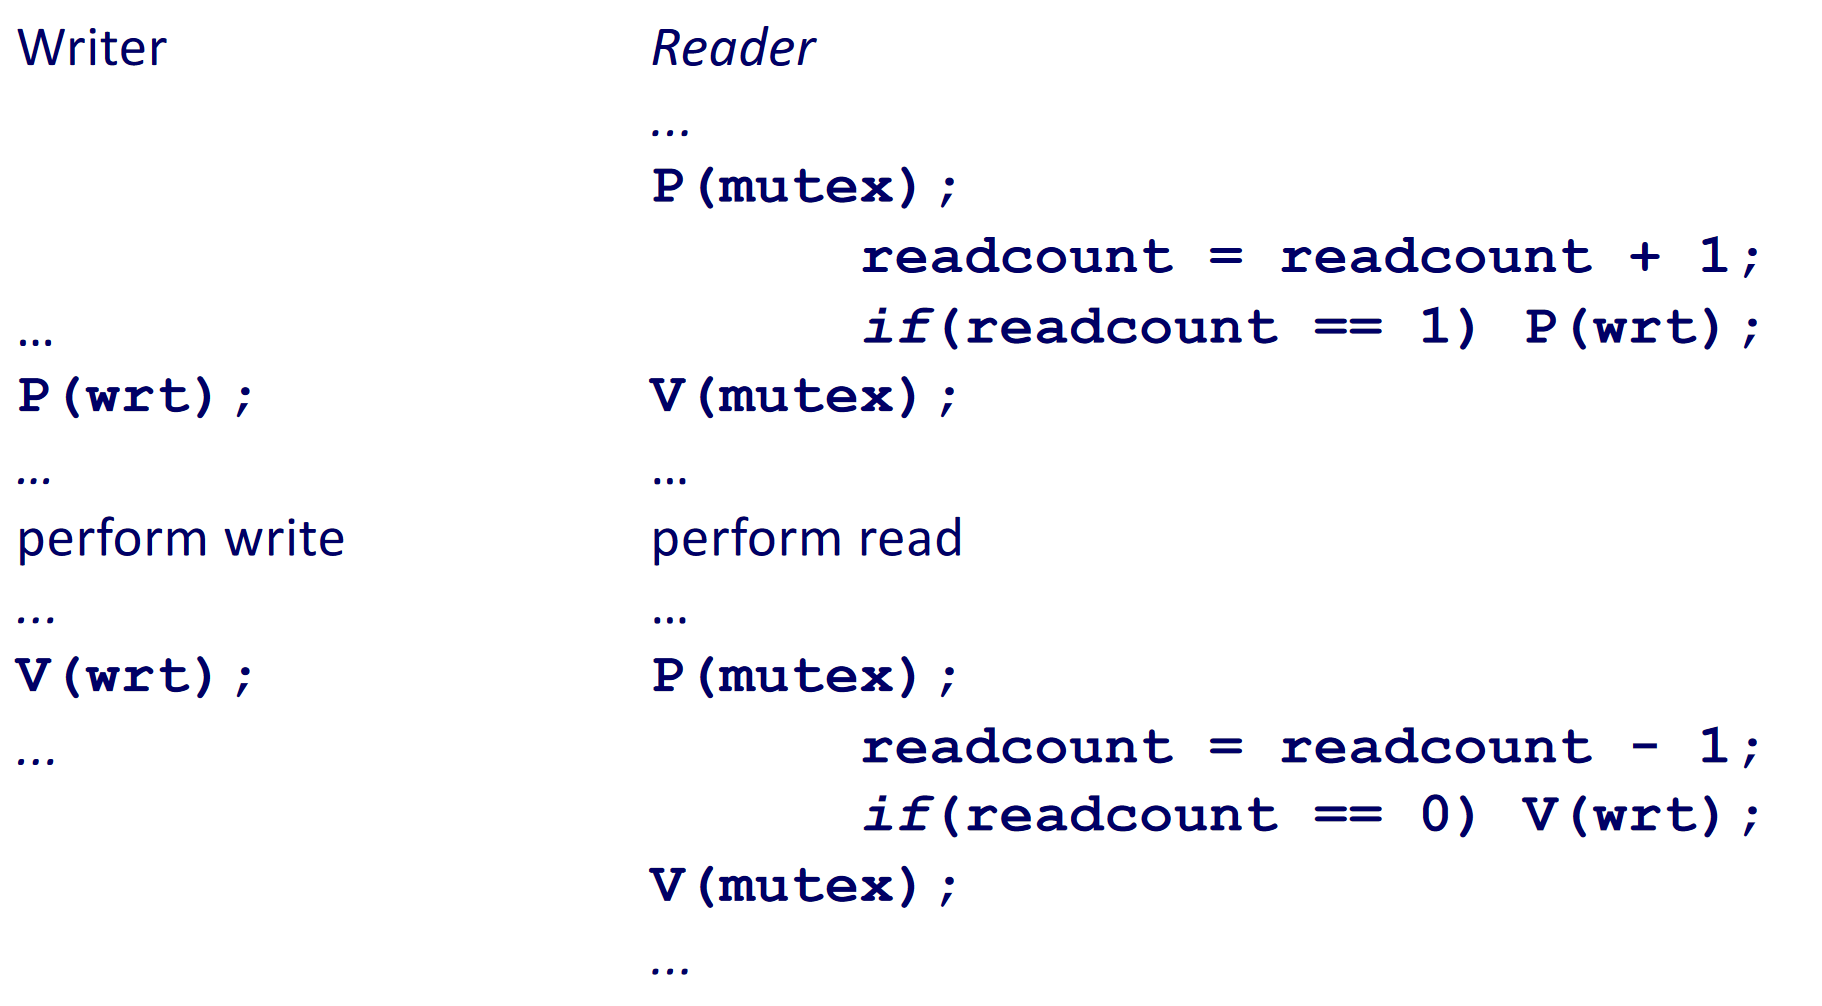 Writer
...
P(wrt);
...
perform write
...
V(wrt);
...
Reader
...
P(mutex);
readcount = readcount + 1;
if(readcount == 1) P(wrt);
V(mutex);
...
perform read
...
P(mutex);
readcount = readcount - 1;
if(readcount == 0) V(wrt);
V(mutex);
...